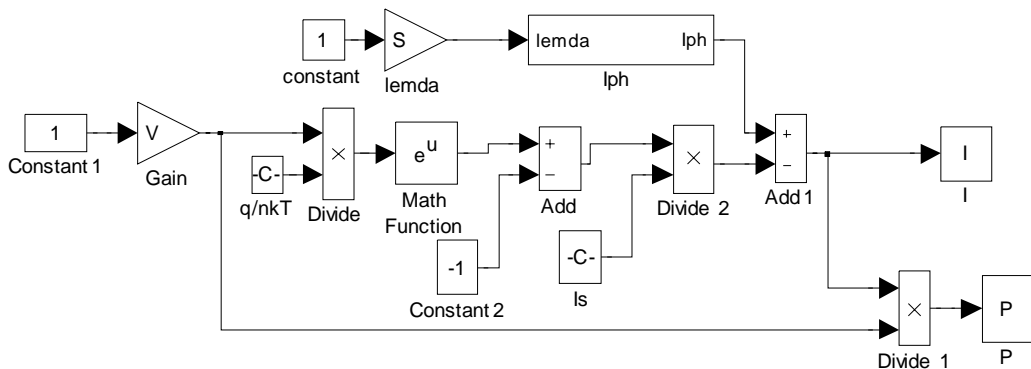 1
constant
S
lemda
lemda Iph
Iph
1
Constant 1
V
Gain
-C-
q/nkT
×
Divide
e^u
Math
Function
-1
Constant 2
+
−
Add
-C-
Is
×
Divide 2
+
−
Add 1
I
I
×
Divide 1
P
P